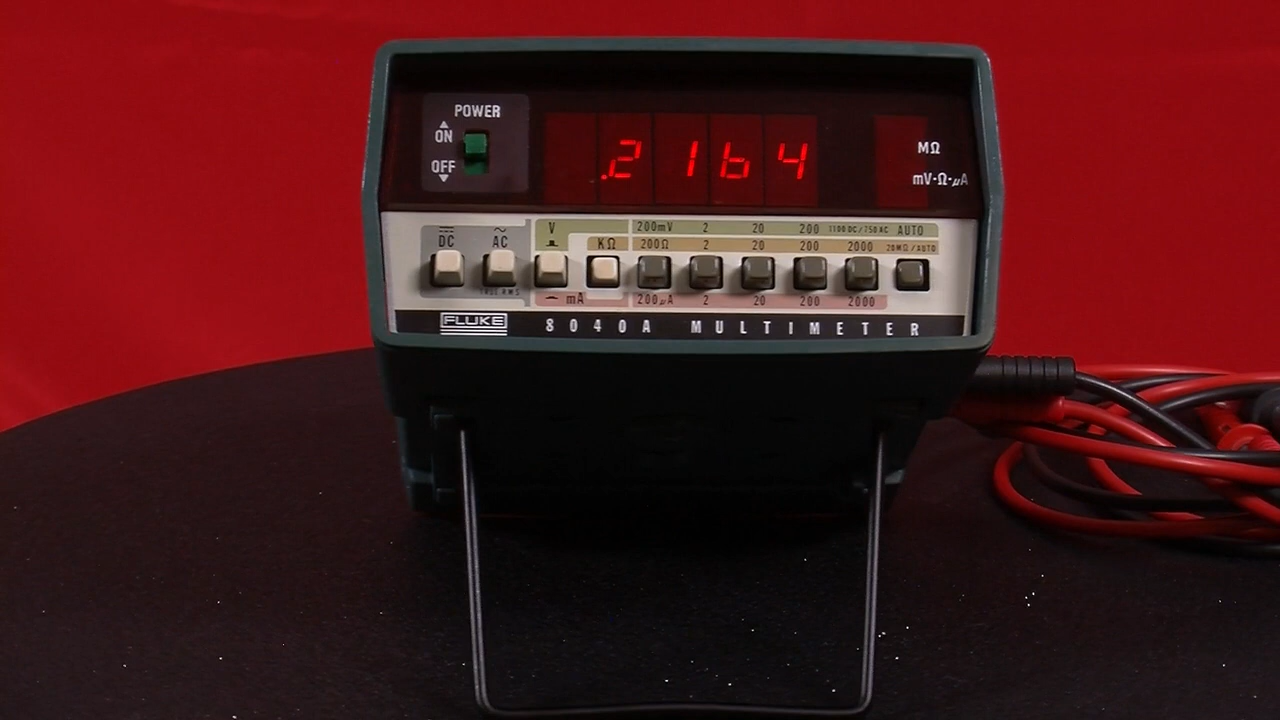 POWER
ON
OFF
.2164
MΩ
mV-Ω-μA
DC
AC
TRUE RMS
V
KΩ
mA
200mV 2 20 200 1100 DC/750 AC AUTO
200Ω 2 20 200 2000 20MΩ/AUTO
200μA 2 20 200 2000
FLUKE
8040A MULTIMETER